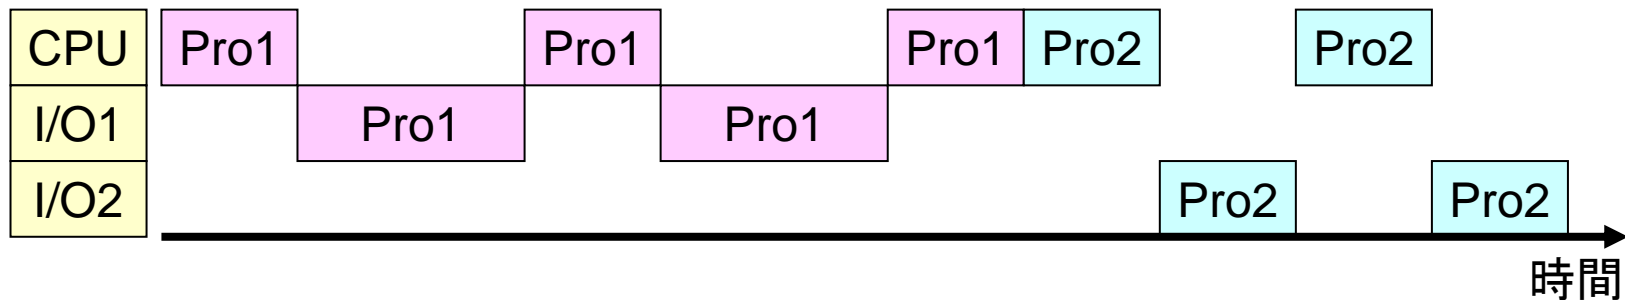 CPU Pro1 Pro1 Pro1 Pro2 Pro2
I/O1 Pro1 Pro1
I/O2 Pro2 Pro2
時間